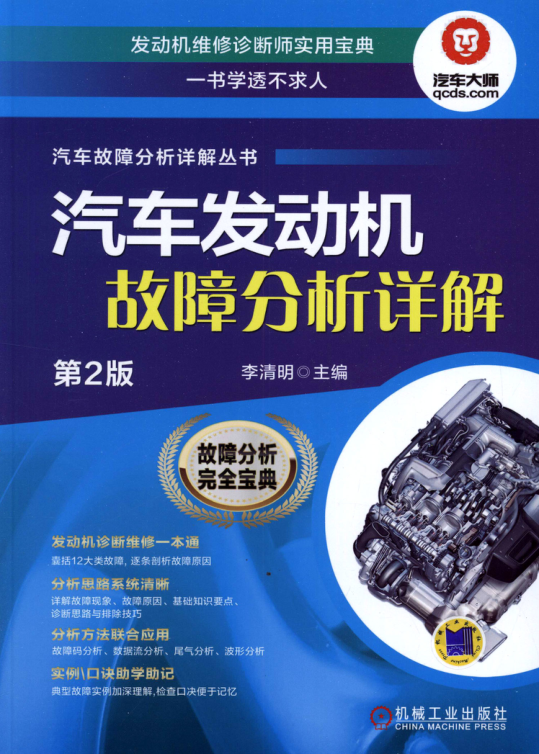 发动机维修诊断师实用宝典
一书学透不求人
汽车大师
qcds.com
汽车故障分析详解丛书
汽车发动机
故障分析详解
第2版
李清明◎主编
故障分析
完全宝典
发动机诊断维修一本通
囊括12大类故障,逐条剖析故障原因
分析思路系统清晰
详解故障现象、故障原因、基础知识要点、
诊断思路与排除技巧
分析方法联合应用
故障码分析、数据流分析、尾气分析、波形分析
实例\口诀助学助记
典型故障实例加深理解,检查口诀便于记忆
机械工业出版社
CHINA MACHINE PRESS